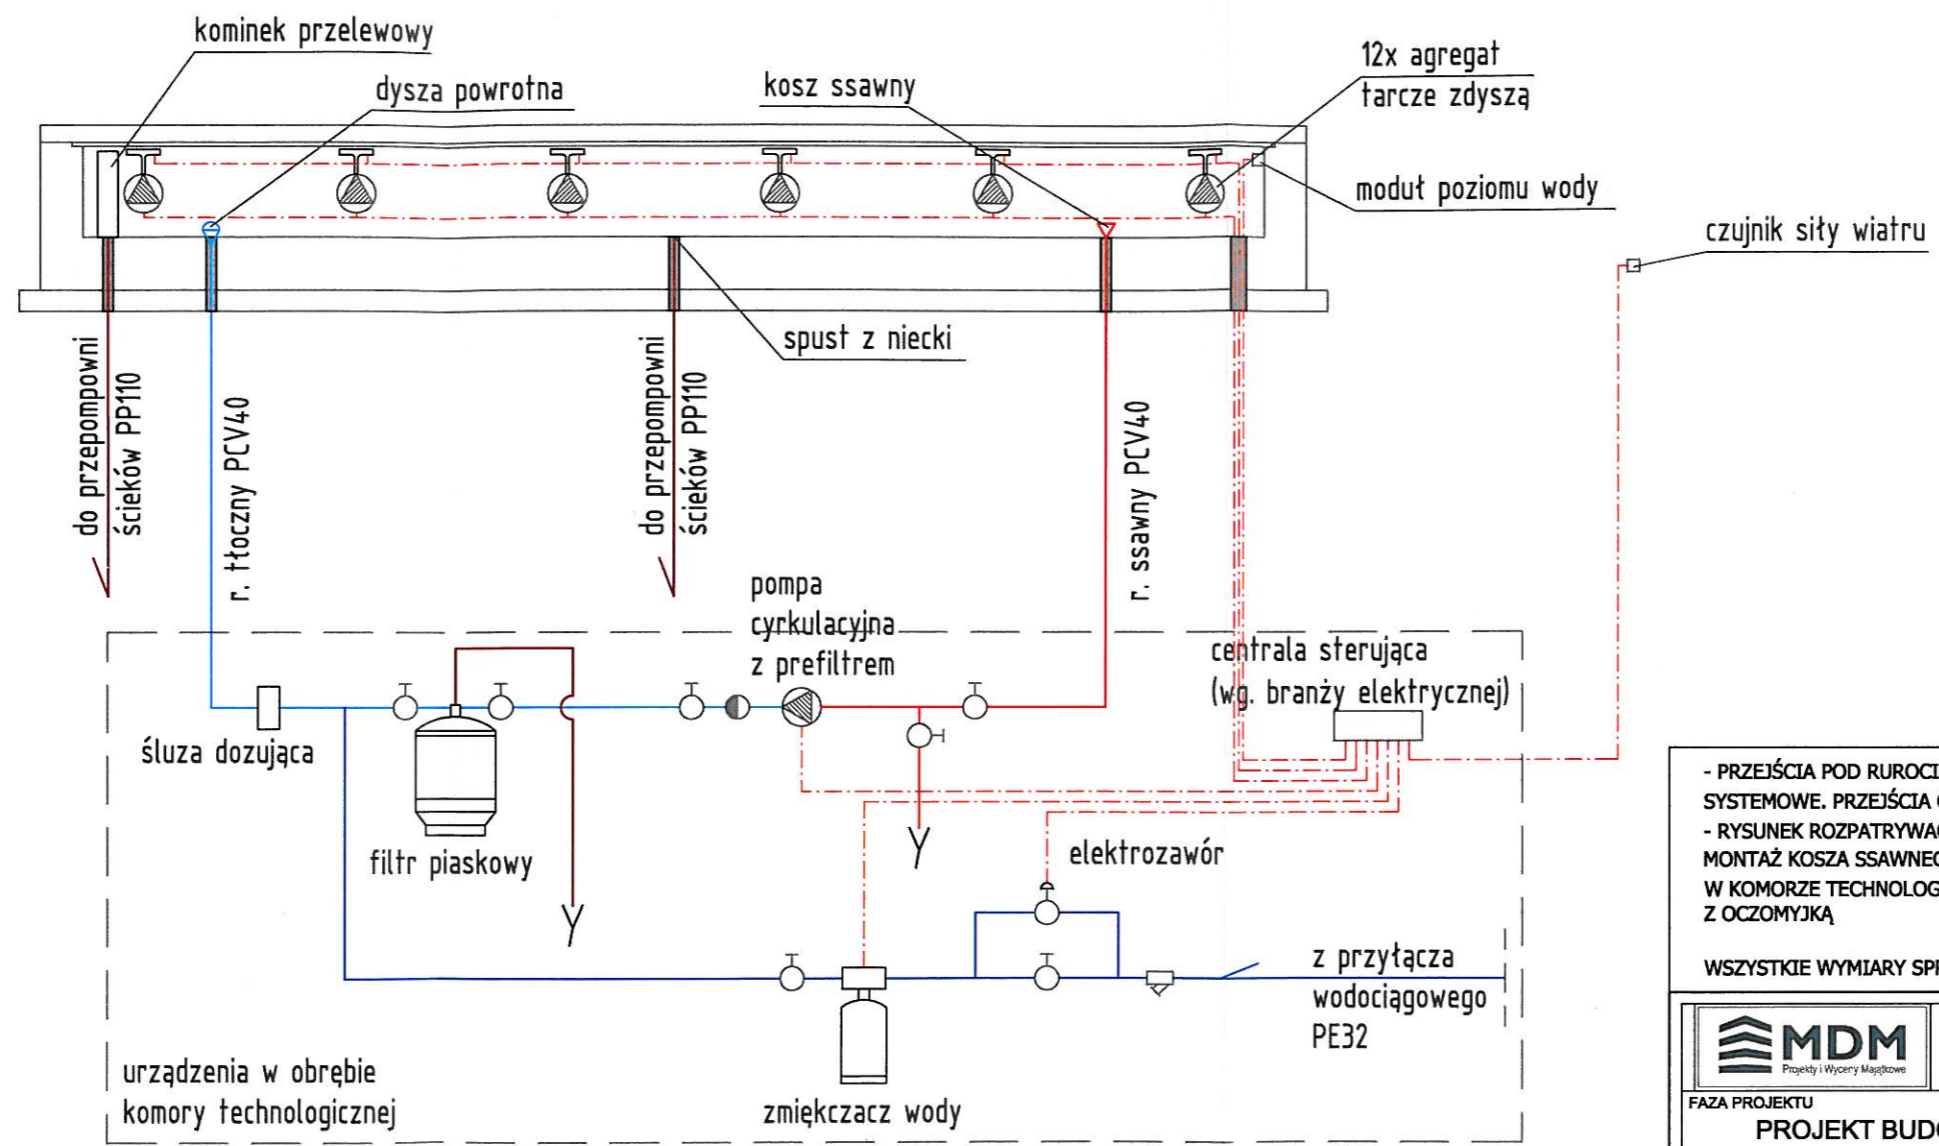 kominek przelewowy
dysza powrotna
kosz ssawny
12x agregat
tarcze zdyszą
moduł poziomu wody
czujnik siły wiatru
spust z niecki
do przepompowni
ścieków PP110
r. tłoczny PCV40
do przepompowni
ścieków PP110
r. ssawny PCV40
pompa
cyrkulacyjna
z prefiltrem
centrala sterująca
(wg. branży elektrycznej)
śluza dozująca
filtr piaskowy
elektrozawór
z przyłącza
wodociągowego
PE32
urządzenia w obrębie
komory technologicznej
zmiękczacz wody
- PRZEJŚCIA POD RUROCI
SYSTEMOWE. PRZEJŚCIA
- RYSUNEK ROZPATRYWA
MONTAŻ KOSZA SSAWNE
W KOMORZE TECHNOLOG
Z OCZOMYJKĄ
WSZYSTKIE WYMIARY SP
MDM
Projekty i Wycery Majątkowe
FAZA PROJEKTU
PROJEKT BUD